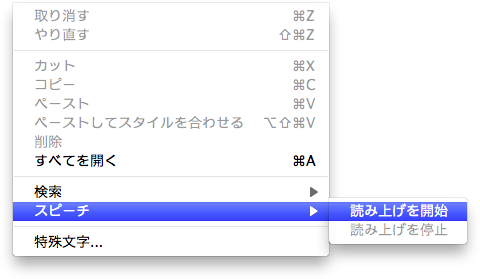 取り消す ⌘Z
やり直す ⇧⌘Z
カット ⌘X
コピー ⌘C
ペースト ⌘V
ペーストしてスタイルを合わせる ⌥⇧⌘V
削除
すべてを開く ⌘A
検索 ▶
スピーチ ▶ 読み上げを開始
読み上げを停止
特殊文字...